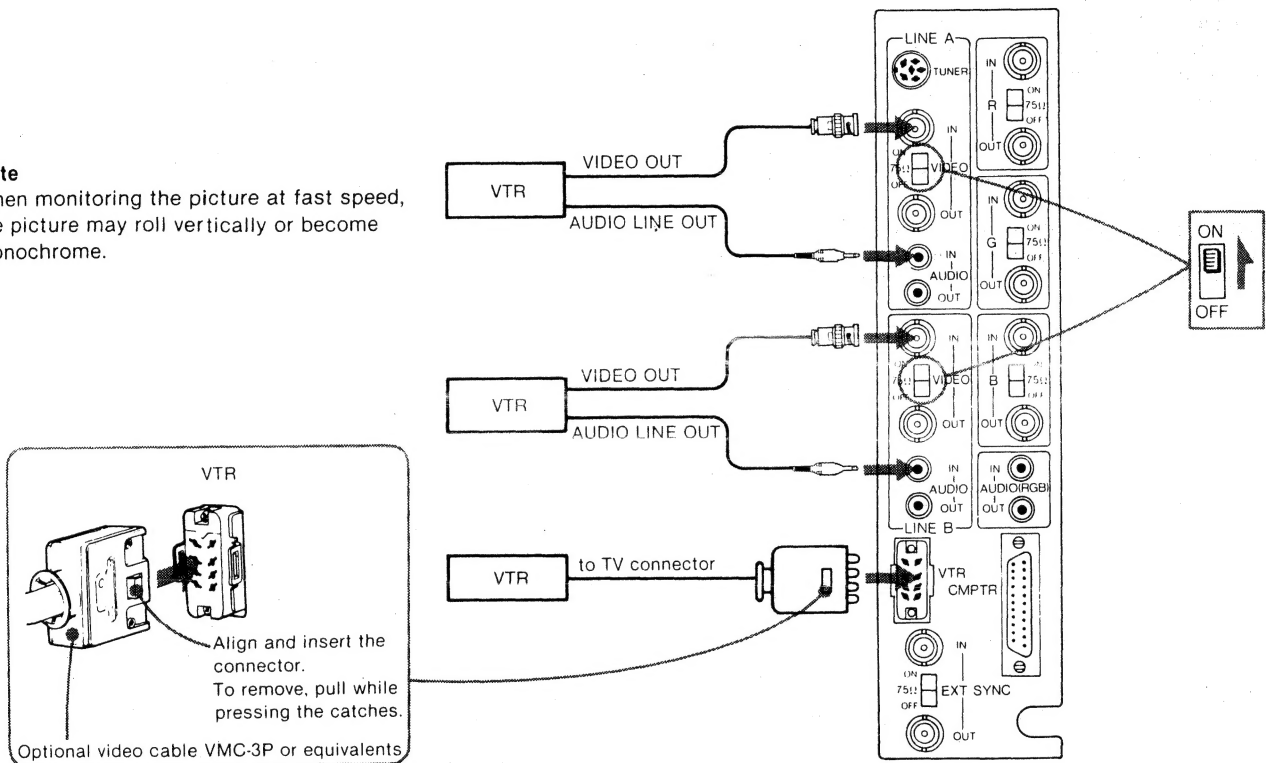 te
hen monitoring the picture at fast speed,
e picture may roll vertically or become
onochrome.
VTR
VIDEO OUT
AUDIO LINE OUT
VTR
VIDEO OUT
AUDIO LINE OUT
VTR
to TV connector
VTR
Align and insert the
connector.
To remove, pull while
pressing the catches.
Optional video cable VMC-3P or equivalents
LINE A
TUNER
IN
ON
75Ω
OFF
VIDEO
OUT
IN
AUDIO
OUT
IN
ON
R
75Ω
OFF
OUT
IN
ON
G
75Ω
OFF
OUT
ON
OFF
IN
ON
75Ω
OFF
VIDEO
OUT
IN
AUDIO
OUT
LINE B
IN
ON
B
75Ω
OFF
OUT
IN
AUDIO(RGB)
OUT
VTR
CMPTR
IN
ON
75Ω
OFF
EXT SYNC
OUT